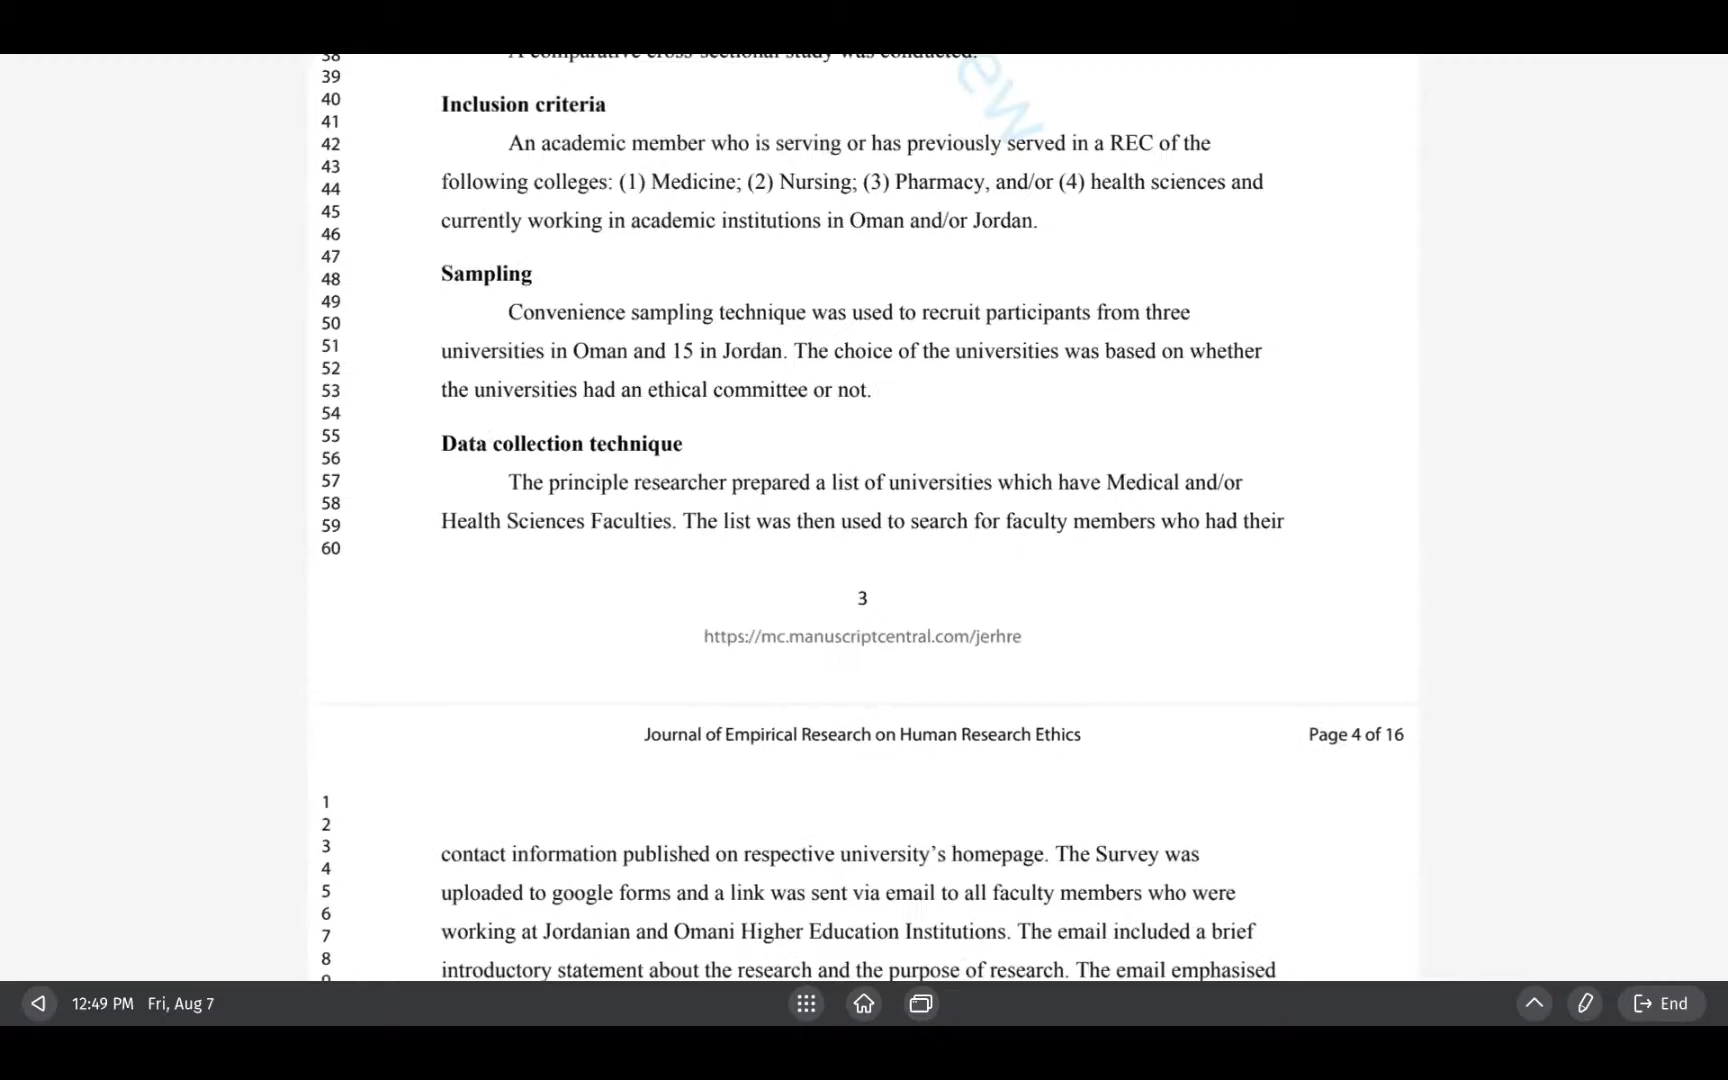 38
A comparative cross-sectional study was conducted.
39
40
Inclusion criteria
41
42
An academic member who is serving or has previously served in a REC of the
43
44
following colleges: (1) Medicine; (2) Nursing; (3) Pharmacy, and/or (4) health sciences and
45
currently working in academic institutions in Oman and/or Jordan.
46
47
48
Sampling
49
50
Convenience sampling technique was used to recruit participants from three
51
universities in Oman and 15 in Jordan. The choice of the universities was based on whether
52
53
the universities had an ethical committee or not.
54
55
Data collection technique
56
57
The principle researcher prepared a list of universities which have Medical and/or
58
59
Health Sciences Faculties. The list was then used to search for faculty members who had their
60
ew
3
https://mc.manuscriptcentral.com/jerhre
Journal of Empirical Research on Human Research Ethics
Page 4 of 16
1
2
3
contact information published on respective university’s homepage. The Survey was
4
5
uploaded to google forms and a link was sent via email to all faculty members who were
6
7
working at Jordanian and Omani Higher Education Institutions. The email included a brief
8
introductory statement about the research and the purpose of research. The email emphasised
9
12:49 PM Fri, Aug 7
End